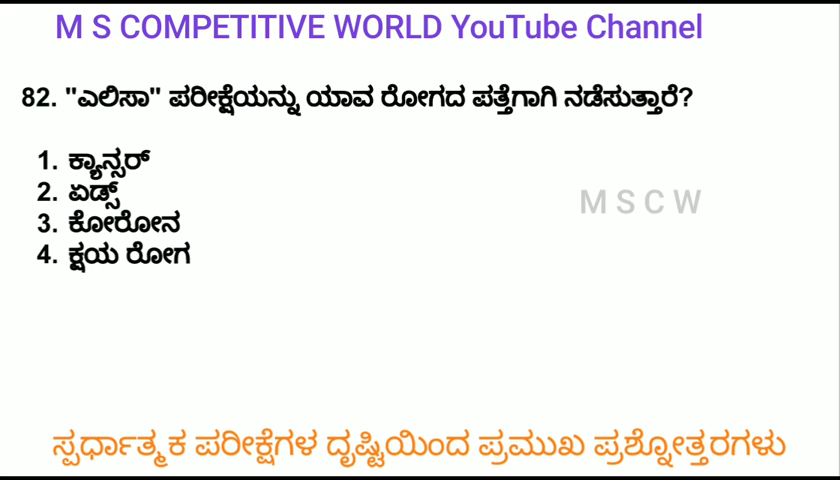 M S COMPETITIVE WORLD YouTube Channel
82. "ಎಲಿಸಾ" ಪರೀಕ್ಷೆಯನ್ನು ಯಾವ ರೋಗದ ಪತ್ತೆಗಾಗಿ ನಡೆಸುತ್ತಾರೆ?
1. ಕ್ಯಾನ್ಸರ್
2. ಏಡ್ಸ್
M S C W
3. ಕೋರೋನ
4. ಕ್ಷಯ ರೋಗ
ಸ್ಪರ್ಧಾತ್ಮಕ ಪರೀಕ್ಷೆಗಳ ದೃಷ್ಟಿಯಿಂದ ಪ್ರಮುಖ ಪ್ರಶ್ನೋತ್ತರಗಳು